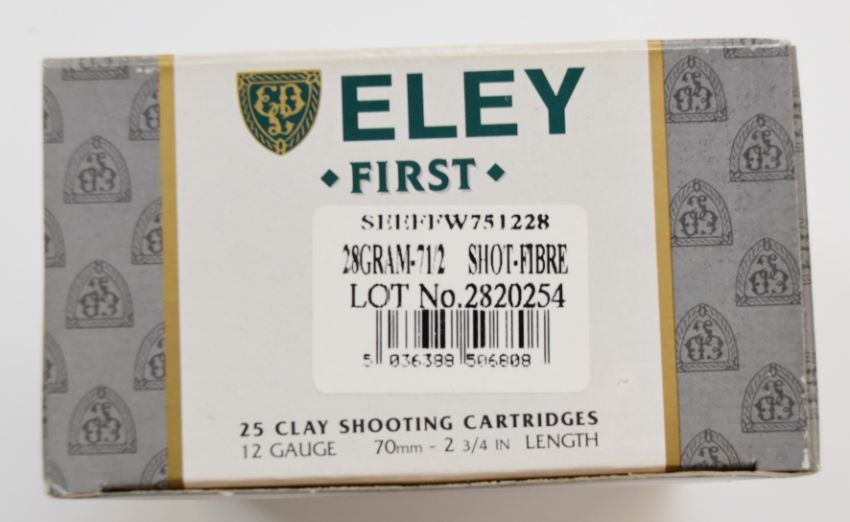 ELEY
FIRST
SEEFFW751228
28GRAM-71/2 SHOT-FIBRE
LOT No.2820254
5 036388 506808
25 CLAY SHOOTING CARTRIDGES
12 GAUGE 70mm - 2 3/4 IN LENGTH